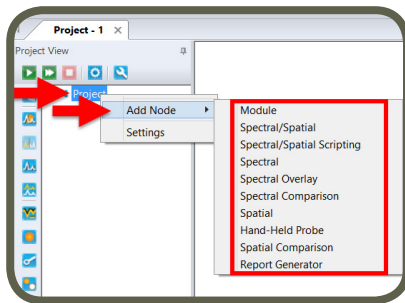 Project - 1 ×
Project View
Project
Add Node
Settings
Module
Spectral/Spatial
Spectral/Spatial Scripting
Spectral
Spectral Overlay
Spectral Comparison
Spatial
Hand-Held Probe
Spatial Comparison
Report Generator